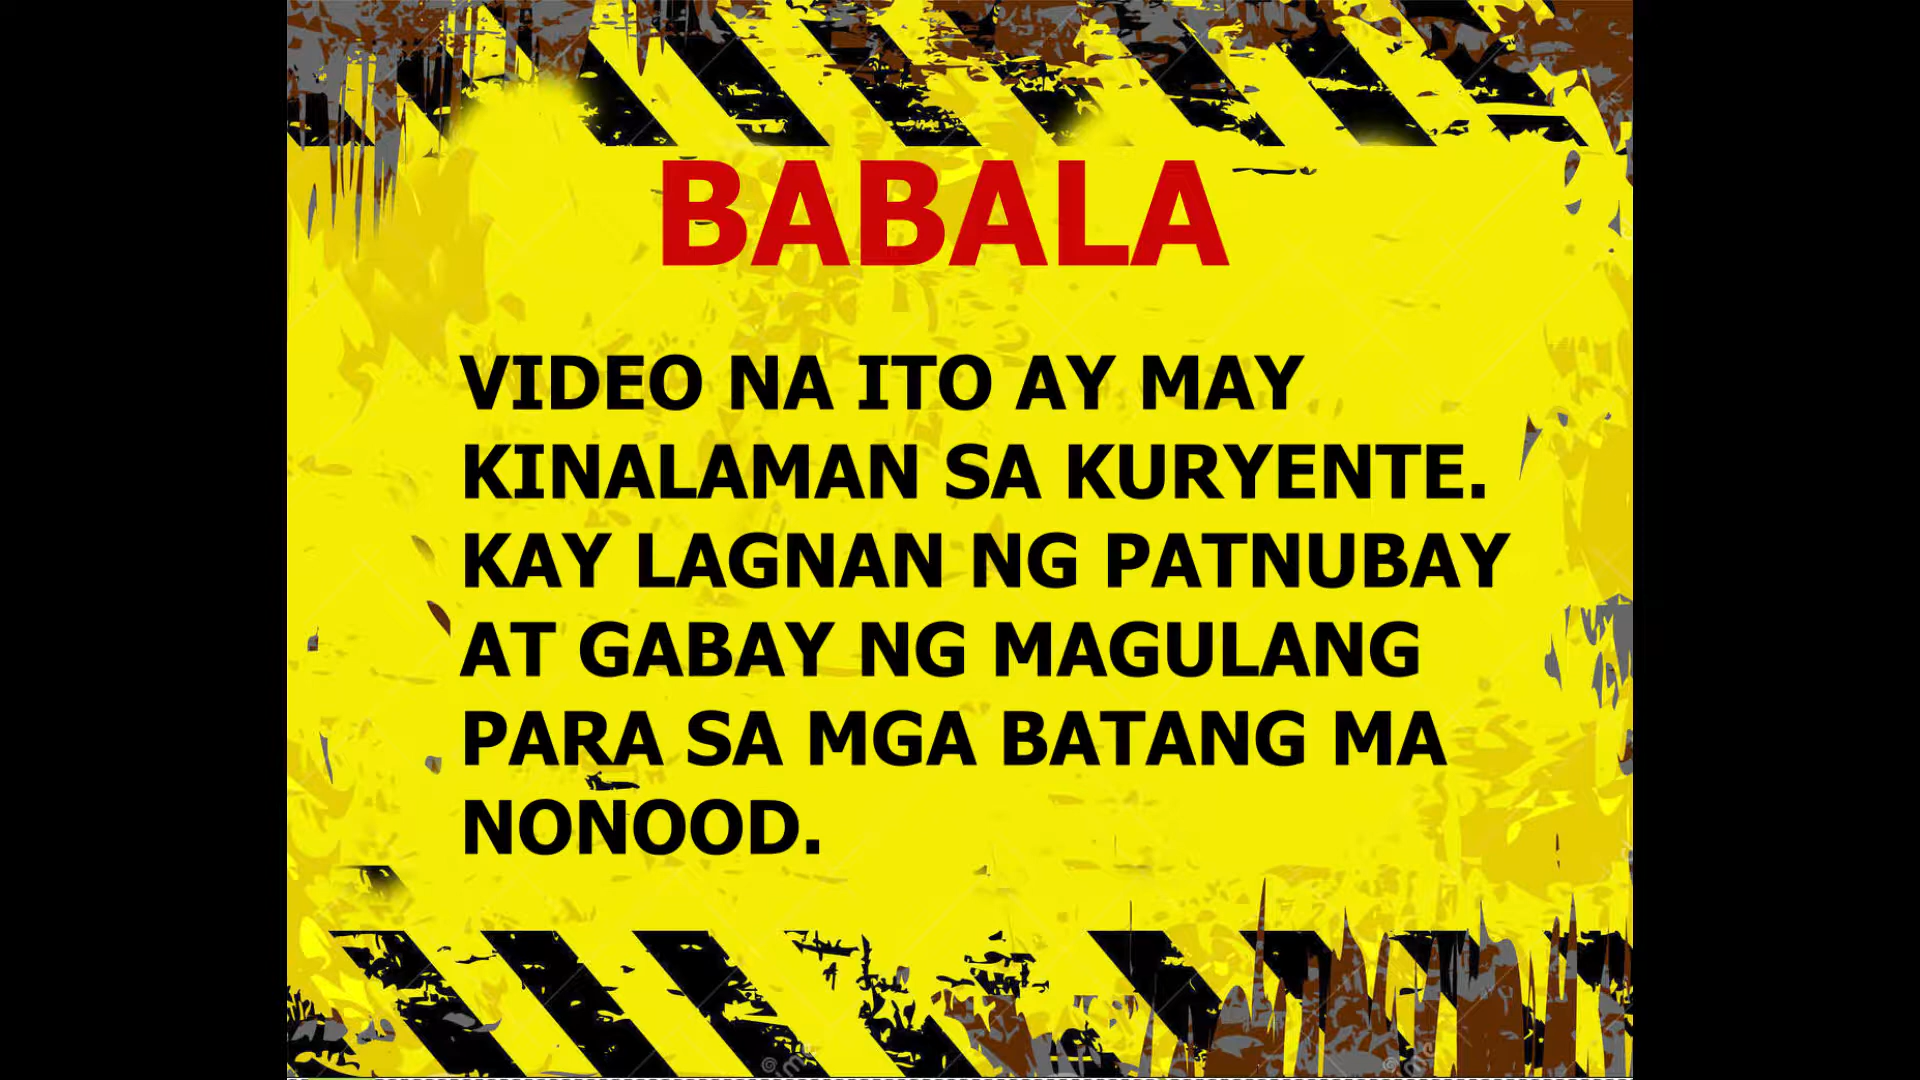 BABALA
VIDEO NA ITO AY MAY
KINALAMAN SA KURYENTE.
KAY LAGNAN NG PATNUBAY
AT GABAY NG MAGULANG
PARA SA MGA BATANG MA
NONOOD.